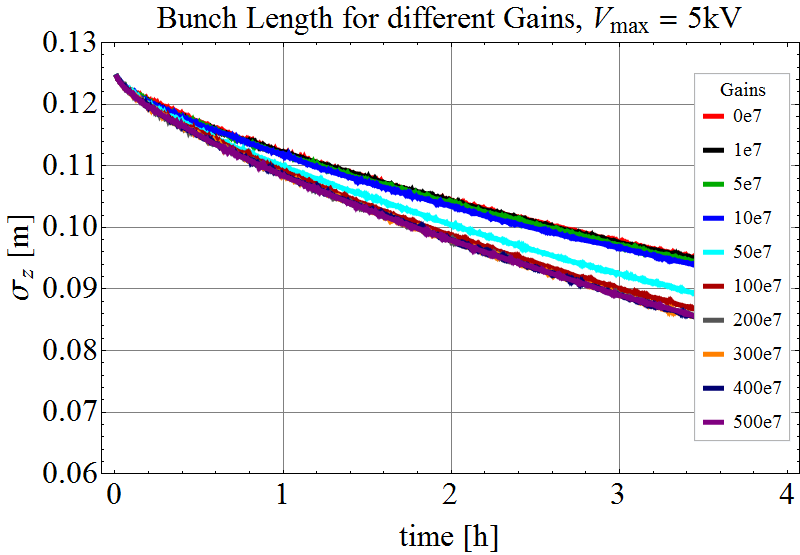 Bunch Length for different Gains, Vmax = 5kV
0.13
0.12
0.11
0.10
0.09
0.08
0.07
0.06
σz [m]
0 1 2 3 4
time [h]
Gains
0e7
1e7
5e7
10e7
50e7
100e7
200e7
300e7
400e7
500e7